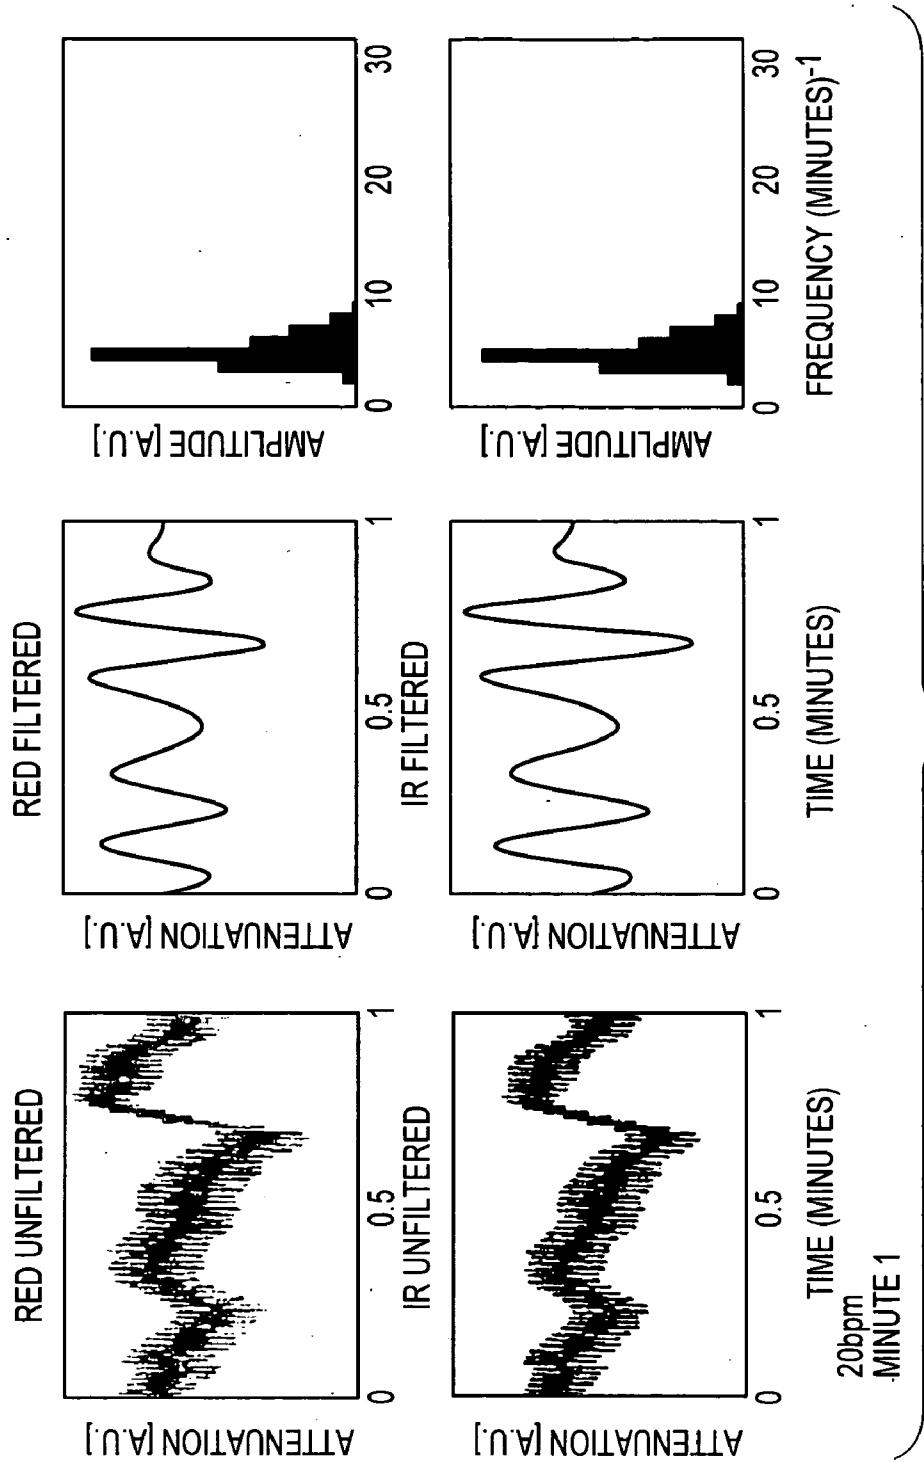 RED UNFILTERED
ATTENUATION [A.U.]
0 0.5 1
RED FILTERED
ATTENUATION [A.U.]
0 0.5 1
AMPLITUDE [A.U.]
0 10 20 30
IR UNFILTERED
ATTENUATION [A.U.]
0 0.5 1
TIME (MINUTES)
IR FILTERED
ATTENUATION [A.U.]
0 0.5 1
TIME (MINUTES)
AMPLITUDE [A.U.]
0 10 20 30
FREQUENCY (MINUTES)-1
20bpm
MINUTE 1